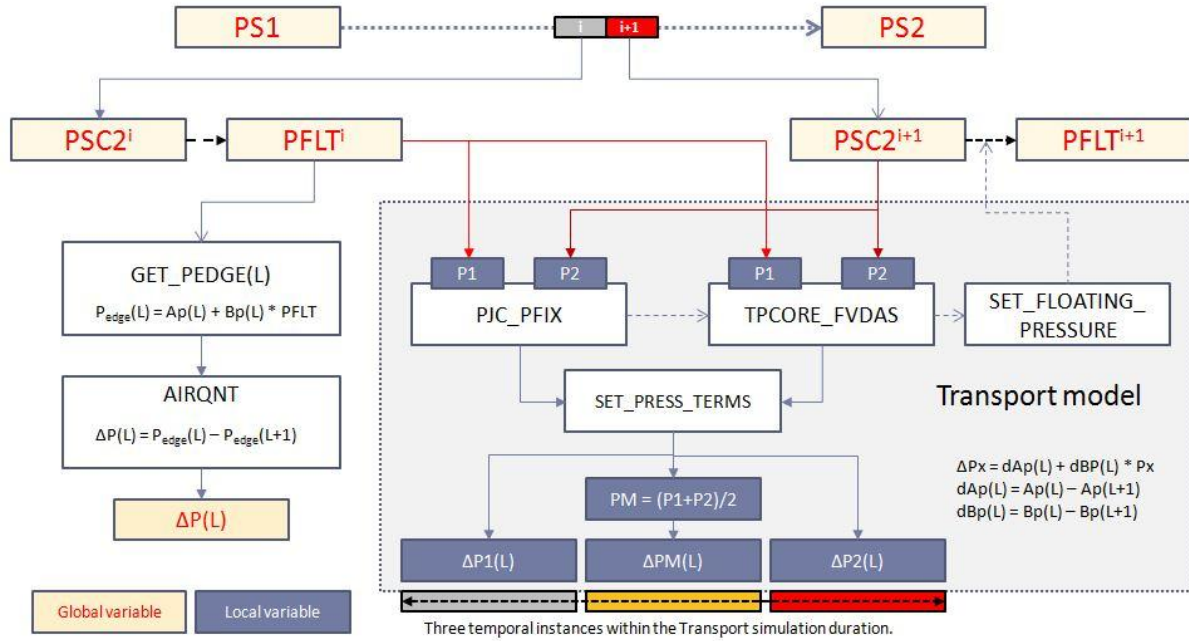 PS1
i
i+1
PS2
PSC2ⁱ
PFLTⁱ
PSC2ⁱ⁺¹
PFLTⁱ⁺¹
GET_PEDGE(L)
Pedge(L) = Ap(L) + Bp(L) * PFLT
AIRQNT
ΔP(L) = Pedge(L) – Pedge(L+1)
ΔP(L)
P1
P2
P1
P2
PJC_PFIX
TPCORE_FVDAS
SET_FLOATING_
PRESSURE
SET_PRESS_TERMS
Transport model
PM = (P1+P2)/2
ΔPx = dAp(L) + dBP(L) * Px
dAp(L) = Ap(L) – Ap(L+1)
dBp(L) = Bp(L) – Bp(L+1)
ΔP1(L)
ΔPM(L)
ΔP2(L)
Global variable
Local variable
Three temporal instances within the Transport simulation duration.